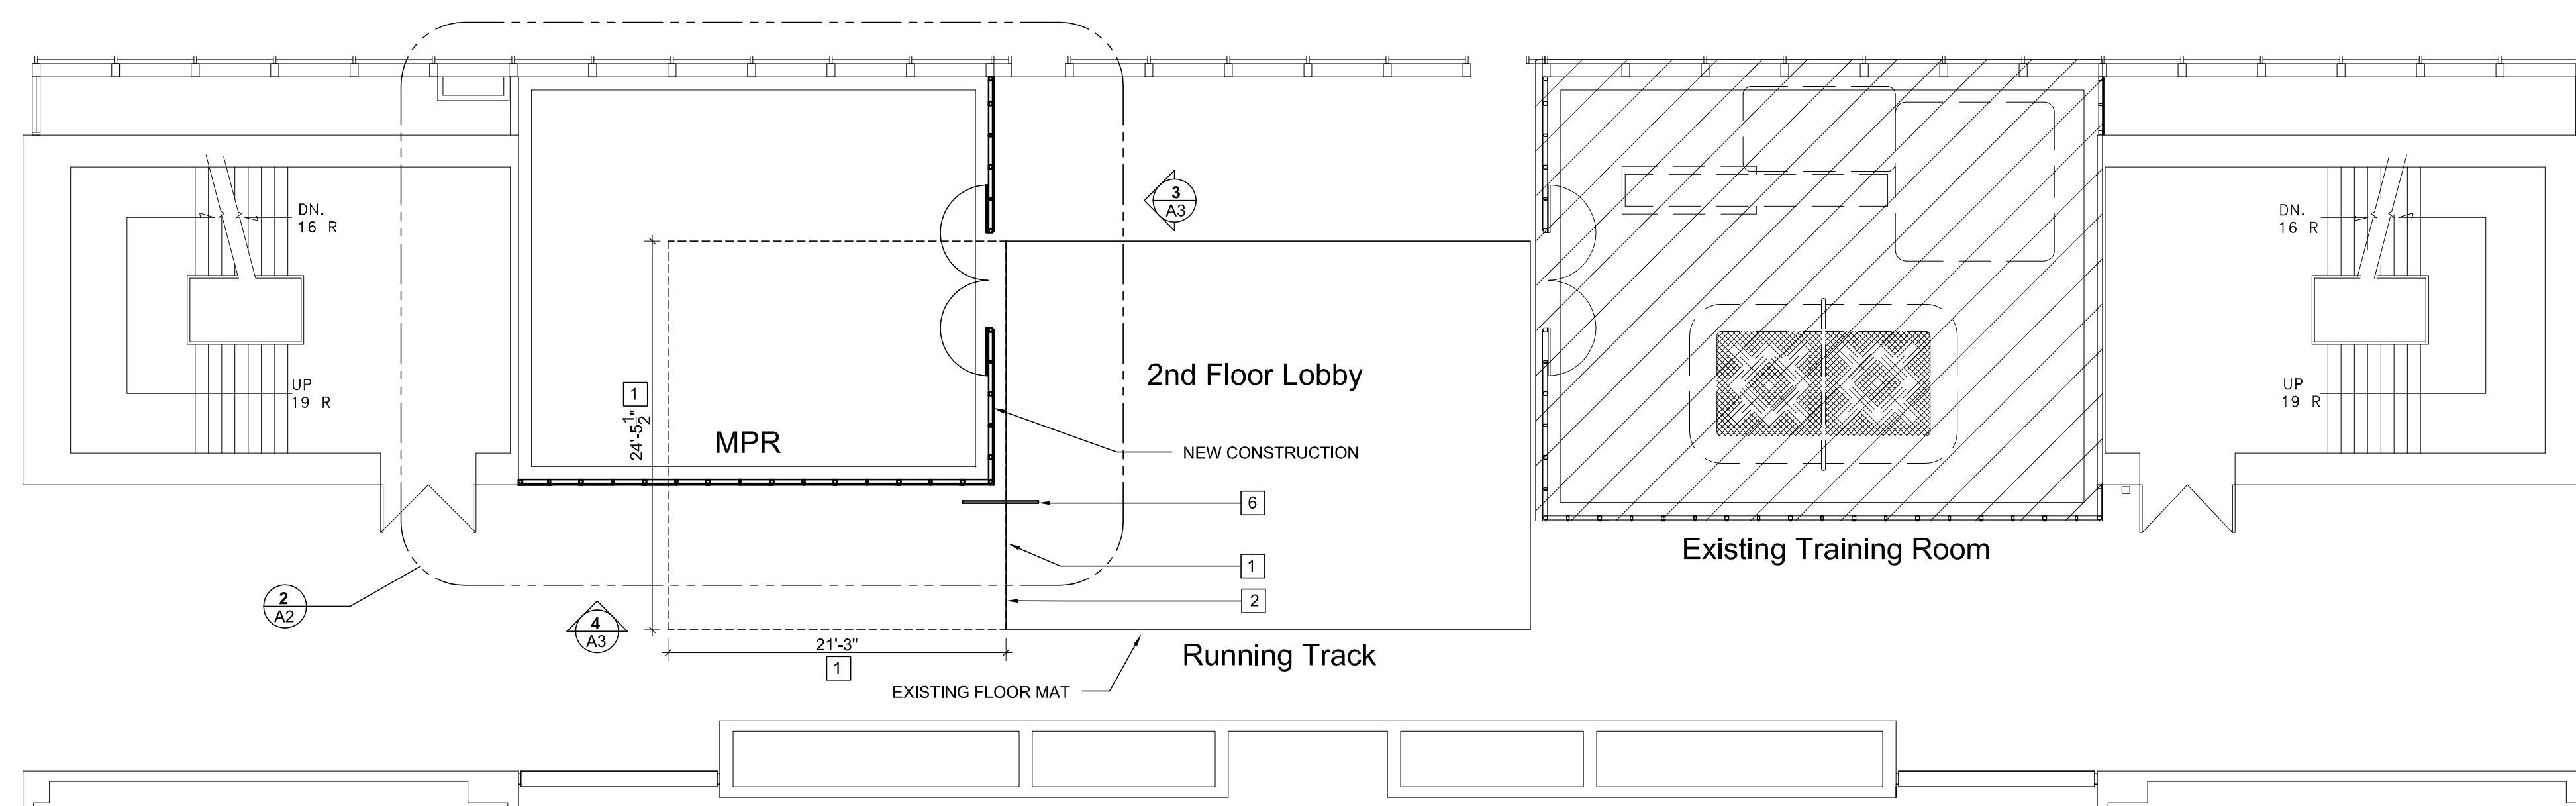 3
A3
DN.
16 R
DN.
16 R
2nd Floor Lobby
UP
19 R
UP
19 R
1
24'-5 1/2"
MPR
NEW CONSTRUCTION
6
Existing Training Room
1
2
2
A2
4
A3
21'-3"
1
Running Track
EXISTING FLOOR MAT